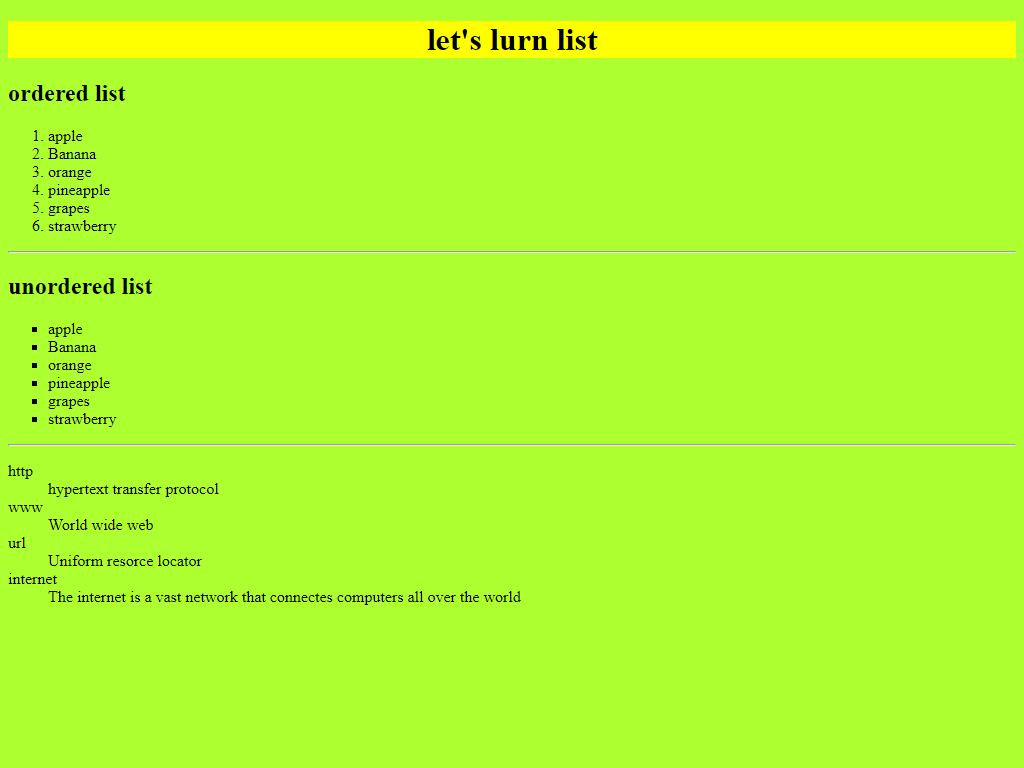 let's lurn list
ordered list
1. apple
2. Banana
3. orange
4. pineapple
5. grapes
6. strawberry
unordered list
▪ apple
▪ Banana
▪ orange
▪ pineapple
▪ grapes
▪ strawberry
http
hypertext transfer protocol
www
World wide web
url
Uniform resorce locator
internet
The internet is a vast network that connectes computers all over the world